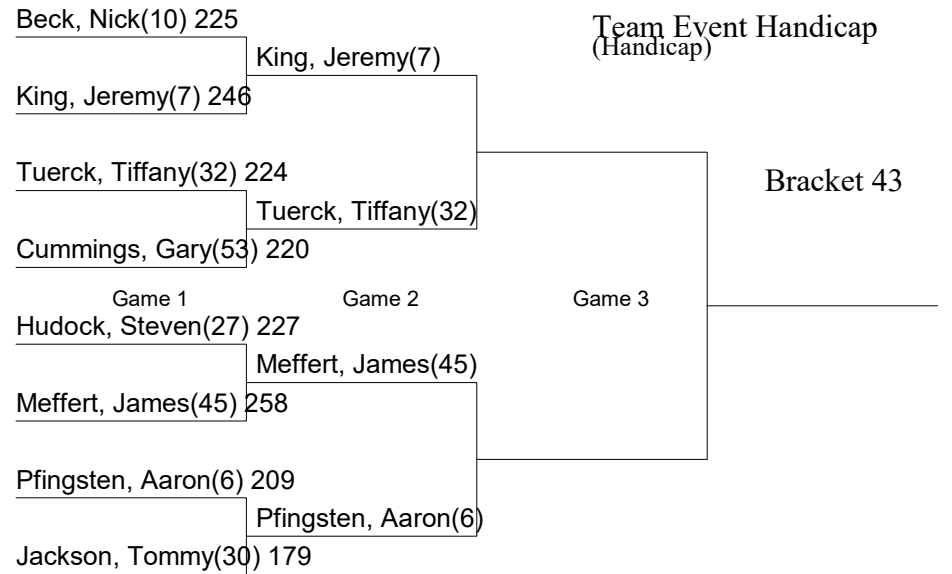 Beck, Nick(10) 225
Team Event Handicap
(Handicap)
King, Jeremy(7)
King, Jeremy(7) 246
Tuerck, Tiffany(32) 224
Bracket 43
Tuerck, Tiffany(32)
Cummings, Gary(53) 220
Game 1
Game 2
Game 3
Hudock, Steven(27) 227
Meffert, James(45)
Meffert, James(45) 258
Pfingsten, Aaron(6) 209
Pfingsten, Aaron(6)
Jackson, Tommy(30) 179